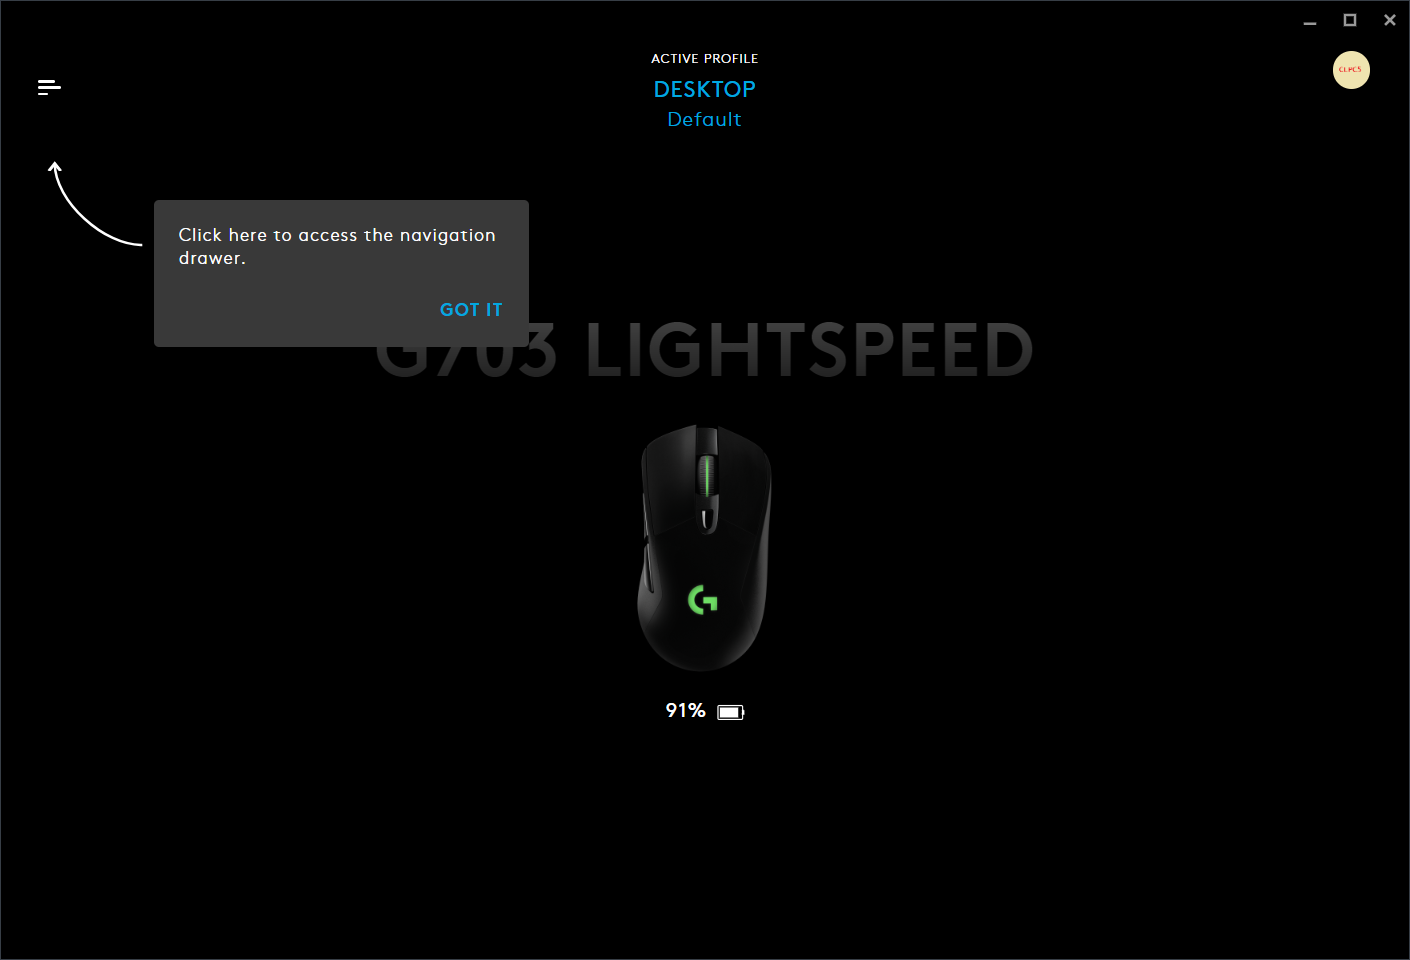 ACTIVE PROFILE
DESKTOP
Default
CLPCS
Click here to access the navigation
drawer.
GOT IT
G703 LIGHTSPEED
91%